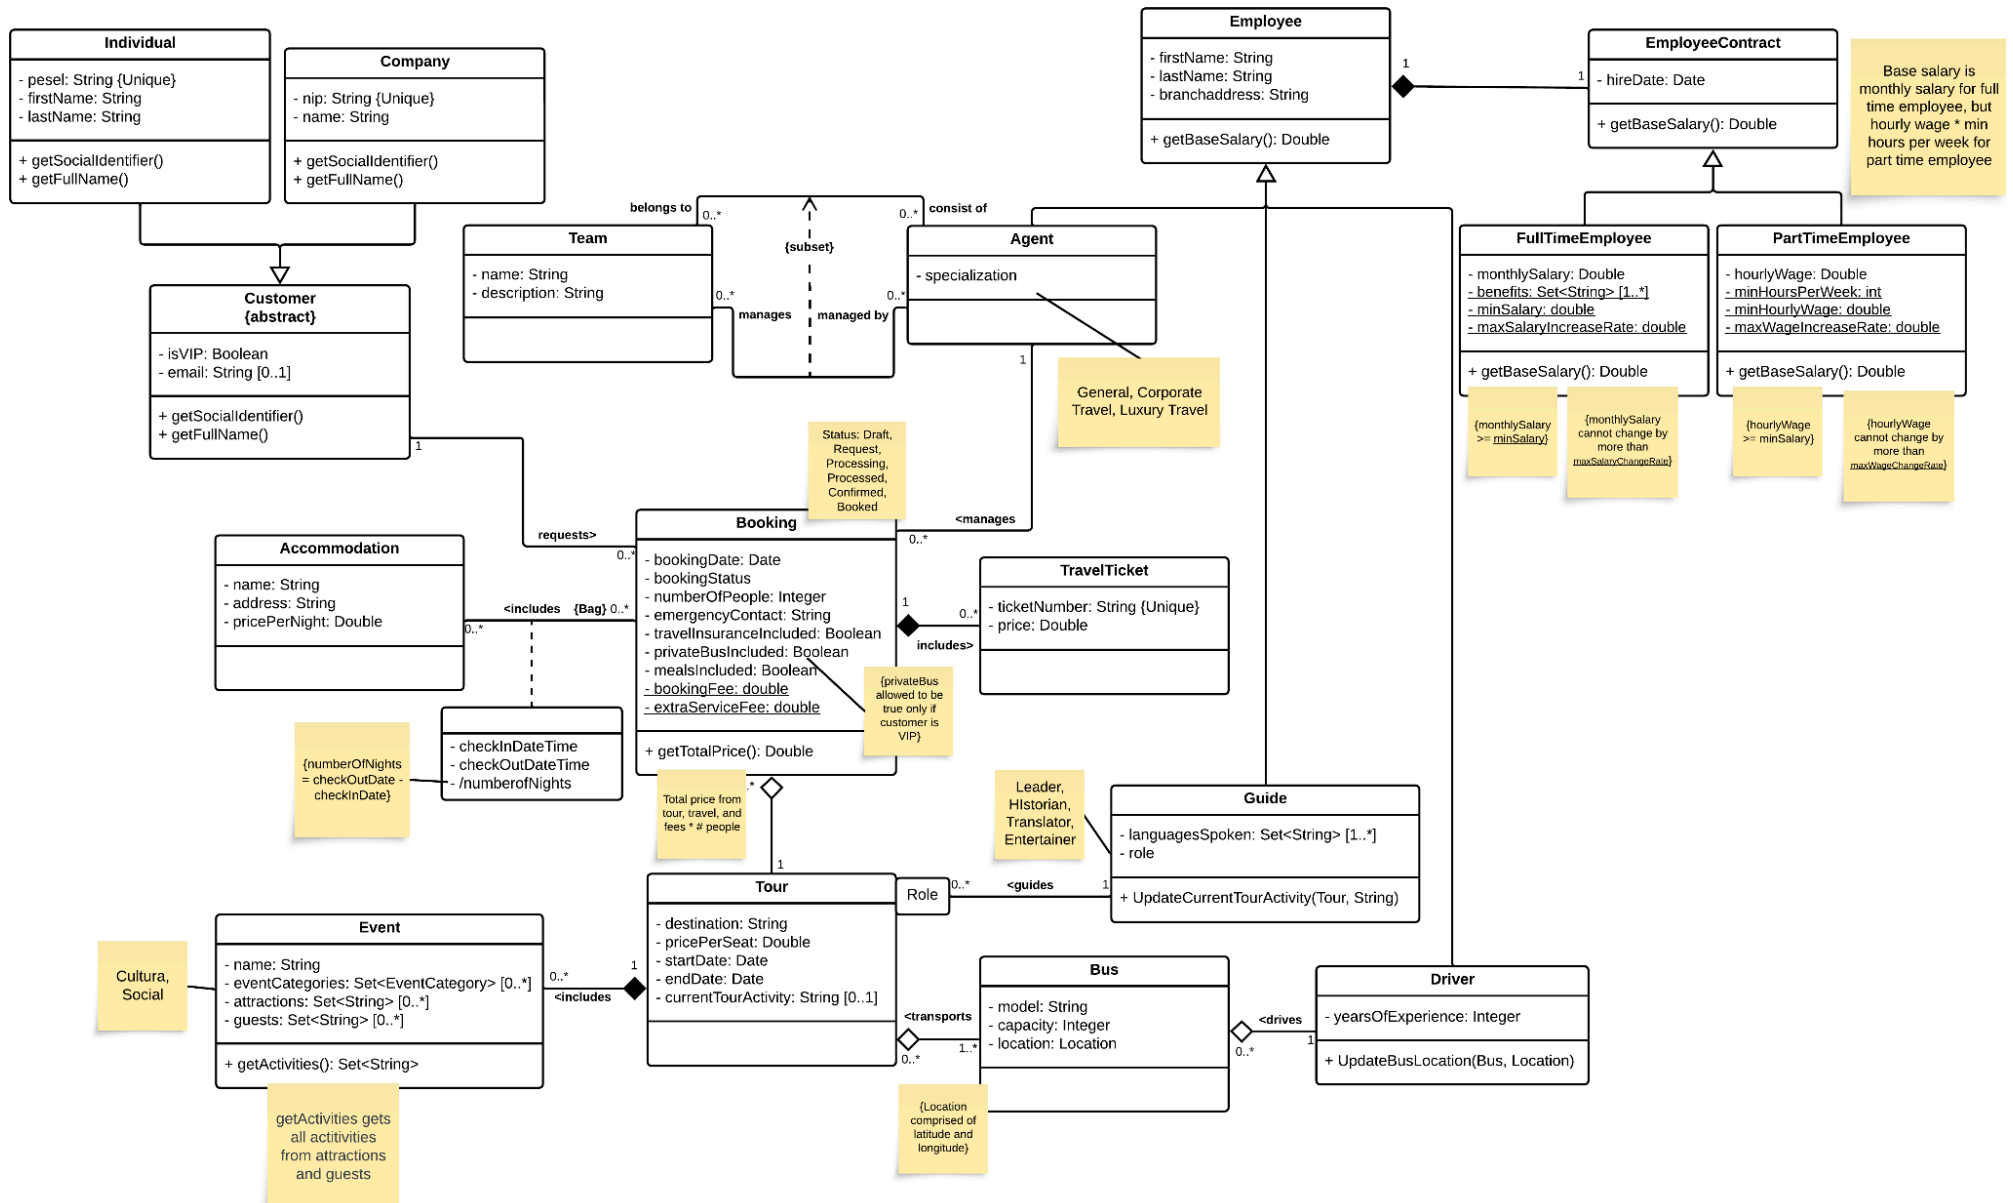 Individual
- pesel: String {Unique}
- firstName: String
- lastName: String
+ getSocialIdentifier()
+ getFullName()
Company
- nip: String {Unique}
- name: String
+ getSocialIdentifier()
+ getFullName()
Customer
{abstract}
- isVIP: Boolean
- email: String [0..1]
+ getSocialIdentifier()
+ getFullName()
1
requests>
0..*
belongs to
0..*
Team
- name: String
- description: String
0..*
manages
{subset}
managed by
0..*
0..*
consist of
Agent
- specialization
General, Corporate
Travel, Luxury Travel
1
<manages
0..*
Employee
- firstName: String
- lastName: String
- branchaddress: String
+ getBaseSalary(): Double
1
1
EmployeeContract
- hireDate: Date
+ getBaseSalary(): Double
Base salary is
monthly salary for full
time employee, but
hourly wage * min
hours per week for
part time employee
FullTimeEmployee
- monthlySalary: Double
- benefits: Set<String> [1..*]
- minSalary: double
- maxSalaryIncreaseRate: double
+ getBaseSalary(): Double
{monthlySalary
>= minSalary}
{monthlySalary
cannot change by
more than
maxSalaryChangeRate}
PartTimeEmployee
- hourlyWage: Double
- minHoursPerWeek: int
- minHourlyWage: double
- maxWageIncreaseRate: double
+ getBaseSalary(): Double
{hourlyWage
>= minSalary}
{hourlyWage
cannot change by
more than
maxWageChangeRate}
Status: Draft,
Request,
Processing,
Processed,
Confirmed,
Booked
Booking
- bookingDate: Date
- bookingStatus
- numberOfPeople: Integer
- emergencyContact: String
- travelInsuranceIncluded: Boolean
- privateBusIncluded: Boolean
- mealsIncluded: Boolean
- bookingFee: double
- extraServiceFee: double
+ getTotalPrice(): Double
{privateBus
allowed to be
true only if
customer is
VIP}
Total price from
tour, travel, and
fees * # people
.*
1
Accommodation
- name: String
- address: String
- pricePerNight: Double
<includes
{Bag}
0..*
0..*
- checkInDateTime
- checkOutDateTime
- /numberofNights
{numberOfNights
= checkOutDate -
checkInDate}
1
0..*
includes>
TravelTicket
- ticketNumber: String {Unique}
- price: Double
Leader,
HIstorian,
Translator,
Entertainer
Guide
- languagesSpoken: Set<String> [1..*]
- role
+ UpdateCurrentTourActivity(Tour, String)
Tour
- destination: String
- pricePerSeat: Double
- startDate: Date
- endDate: Date
- currentTourActivity: String [0..1]
Role
0..*
<guides
1
Cultura,
Social
Event
- name: String
- eventCategories: Set<EventCategory> [0..*]
- attractions: Set<String> [0..*]
- guests: Set<String> [0..*]
+ getActivities(): Set<String>
getActivities gets
all actitivities
from attractions
and guests
0..*
<includes
1
<transports
0..*
1..*
Bus
- model: String
- capacity: Integer
- location: Location
{Location
comprised of
latitude and
longitude}
<drives
0..*
1
Driver
- yearsOfExperience: Integer
+ UpdateBusLocation(Bus, Location)